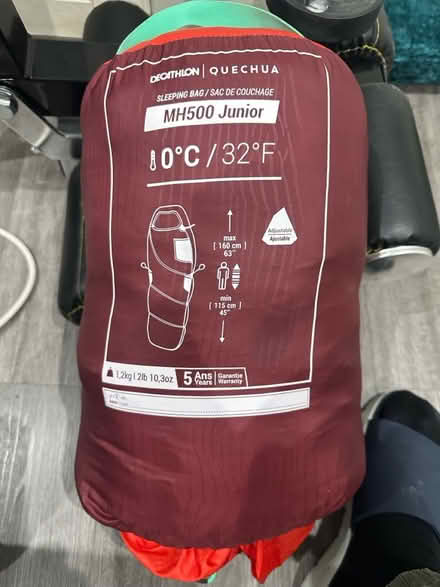 DECATHLON | QUECHUA
SLEEPING BAG / SAC DE COUCHAGE
MH500 Junior
0°C / 32°F
Adjustable
Ajustable
max
[ 160 cm ]
63"
min
[ 115 cm ]
45"
1,2kg | 2lb 10,3oz
5 Ans Garantie
Years Warranty